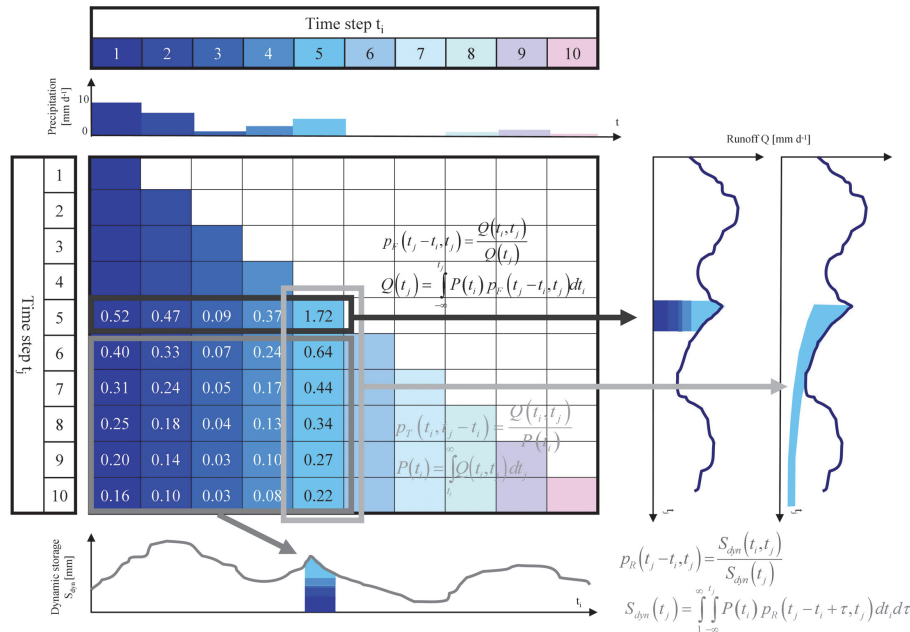 Time step t_i
1 2 3 4 5 6 7 8 9 10
Precipitation
[mm d⁻¹]
10
0
t
Runoff Q [mm d⁻¹]
Time step t_j
1
2
3
4
5
6
7
8
9
10
p_F(t_j − t_i, t_j) = Q(t_i, t_j) / Q(t_j)
Q(t_j) = ∫_{−∞}^{t_j} P(t_i) p_F(t_j − t_i, t_j) dt_i
0.52 0.47 0.09 0.37 1.72
0.40 0.33 0.07 0.24 0.64
0.31 0.24 0.05 0.17 0.44
0.25 0.18 0.04 0.13 0.34
0.20 0.14 0.03 0.10 0.27
0.16 0.10 0.03 0.08 0.22
p_T(t_i, t_j − t_i) = Q(t_i, t_j) / P(t_i)
P(t_i) = ∫_{t_i}^{∞} Q(t_i, t_j) dt_j
t_j
t_j
Dynamic storage
S_dyn [mm]
t_i
p_R(t_j − t_i, t_j) = S_dyn(t_i, t_j) / S_dyn(t_j)
S_dyn(t_j) = ∫_{1}^{∞} ∫_{−∞}^{t_j} P(t_i) p_R(t_j − t_i + τ, t_j) dt_i dτ